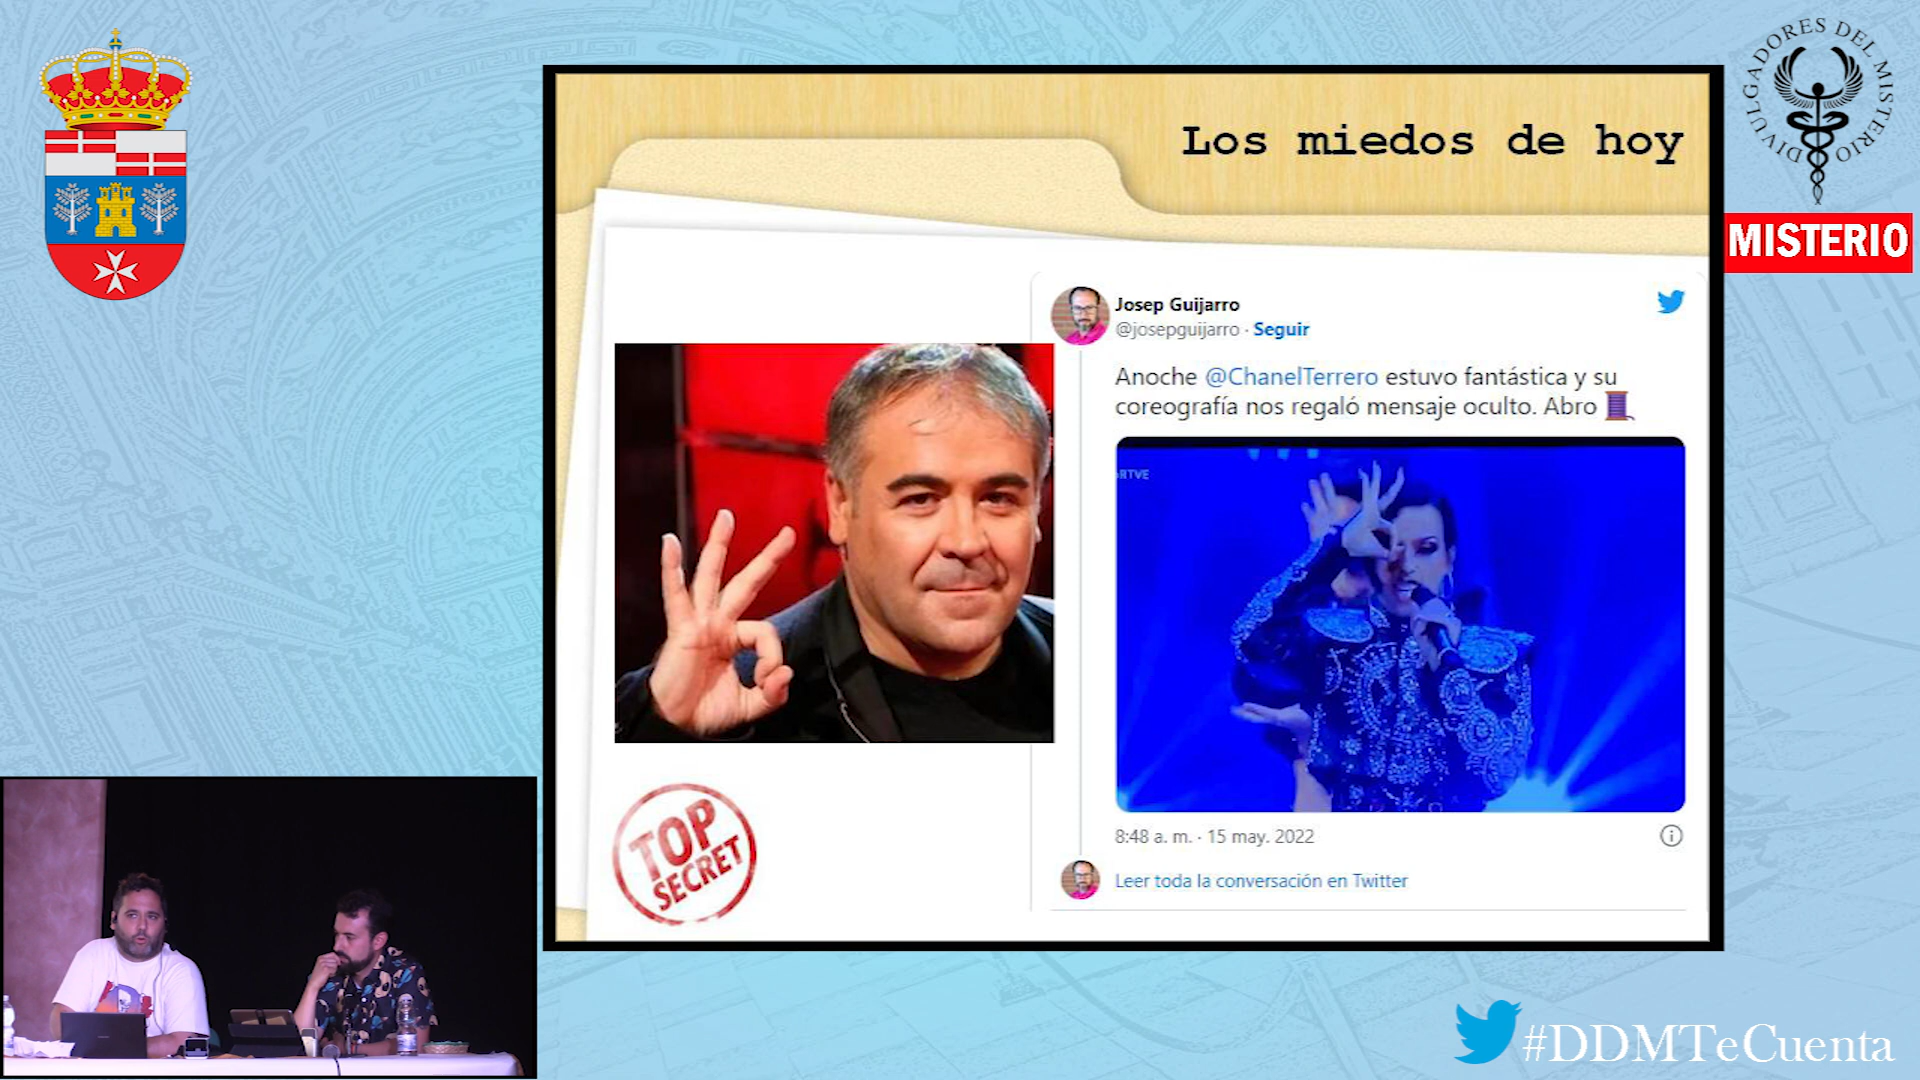 DIVULGADORES DEL MISTERIO
MISTERIO
Los miedos de hoy
Josep Guijarro
@josepguijarro · Seguir
Anoche @ChanelTerrero estuvo fantástica y su
coreografía nos regaló mensaje oculto. Abro 🧵
RTVE
8:48 a. m. · 15 may. 2022
Leer toda la conversación en Twitter
TOP
SECRET
#DDMTeCuenta